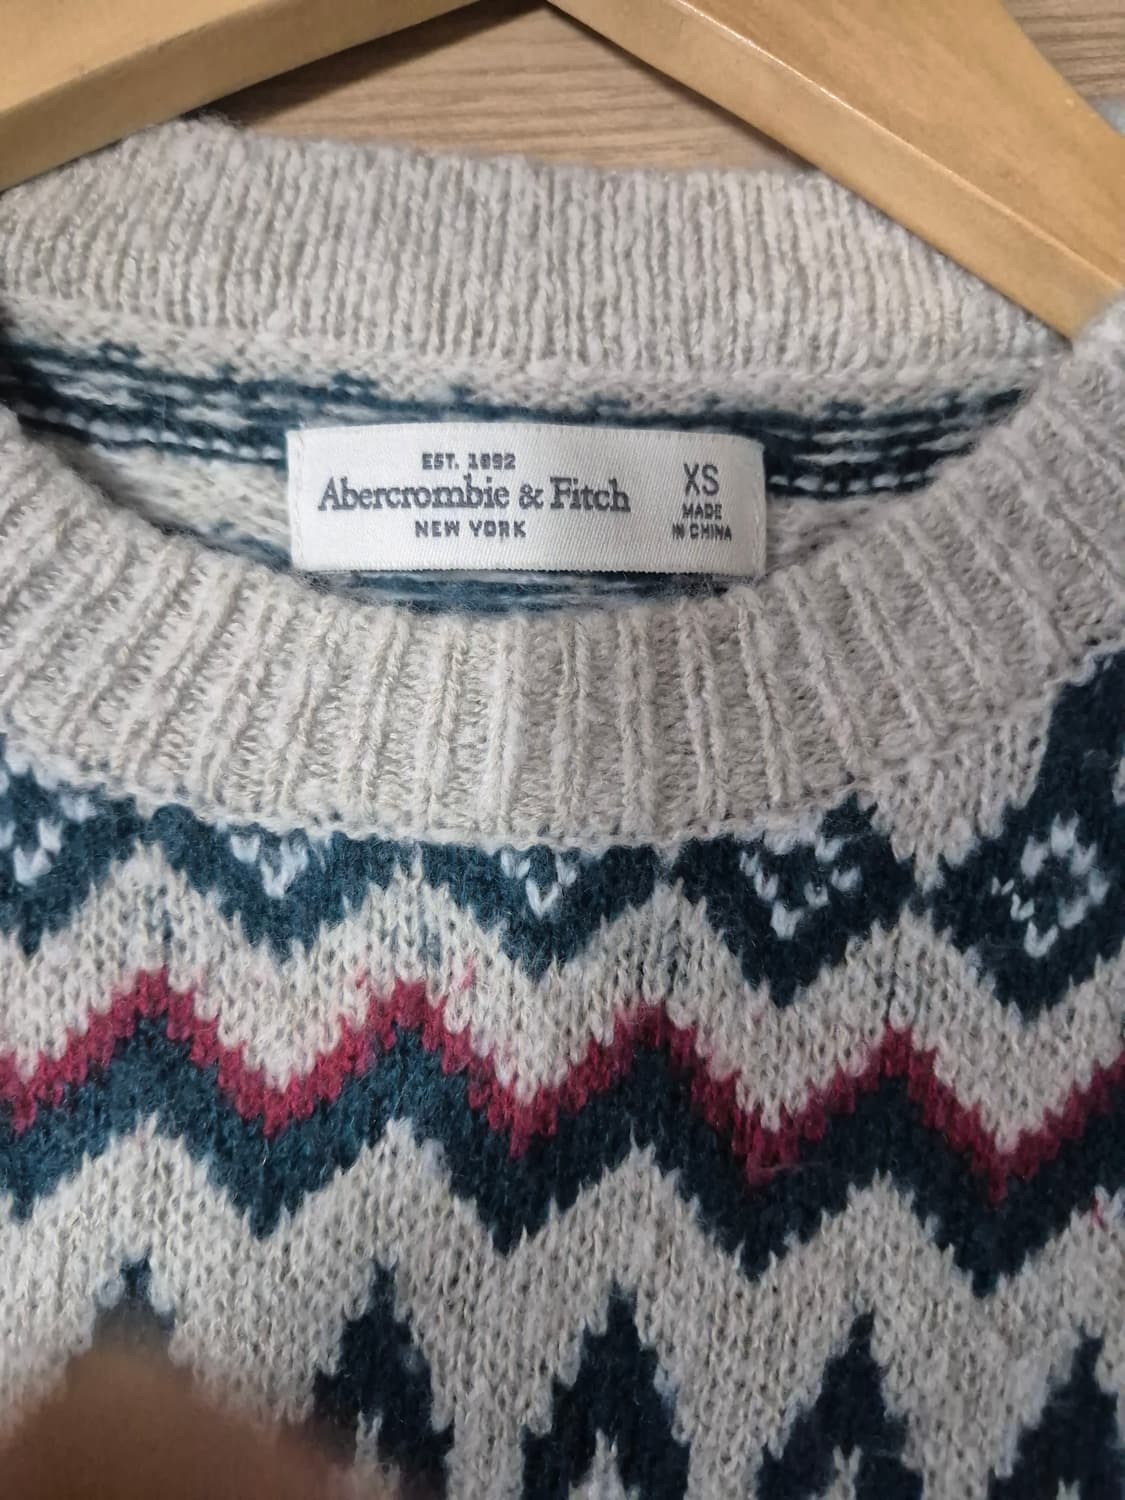 EST. 1892
Abercrombie & Fitch
NEW YORK
XS
MADE
IN CHINA